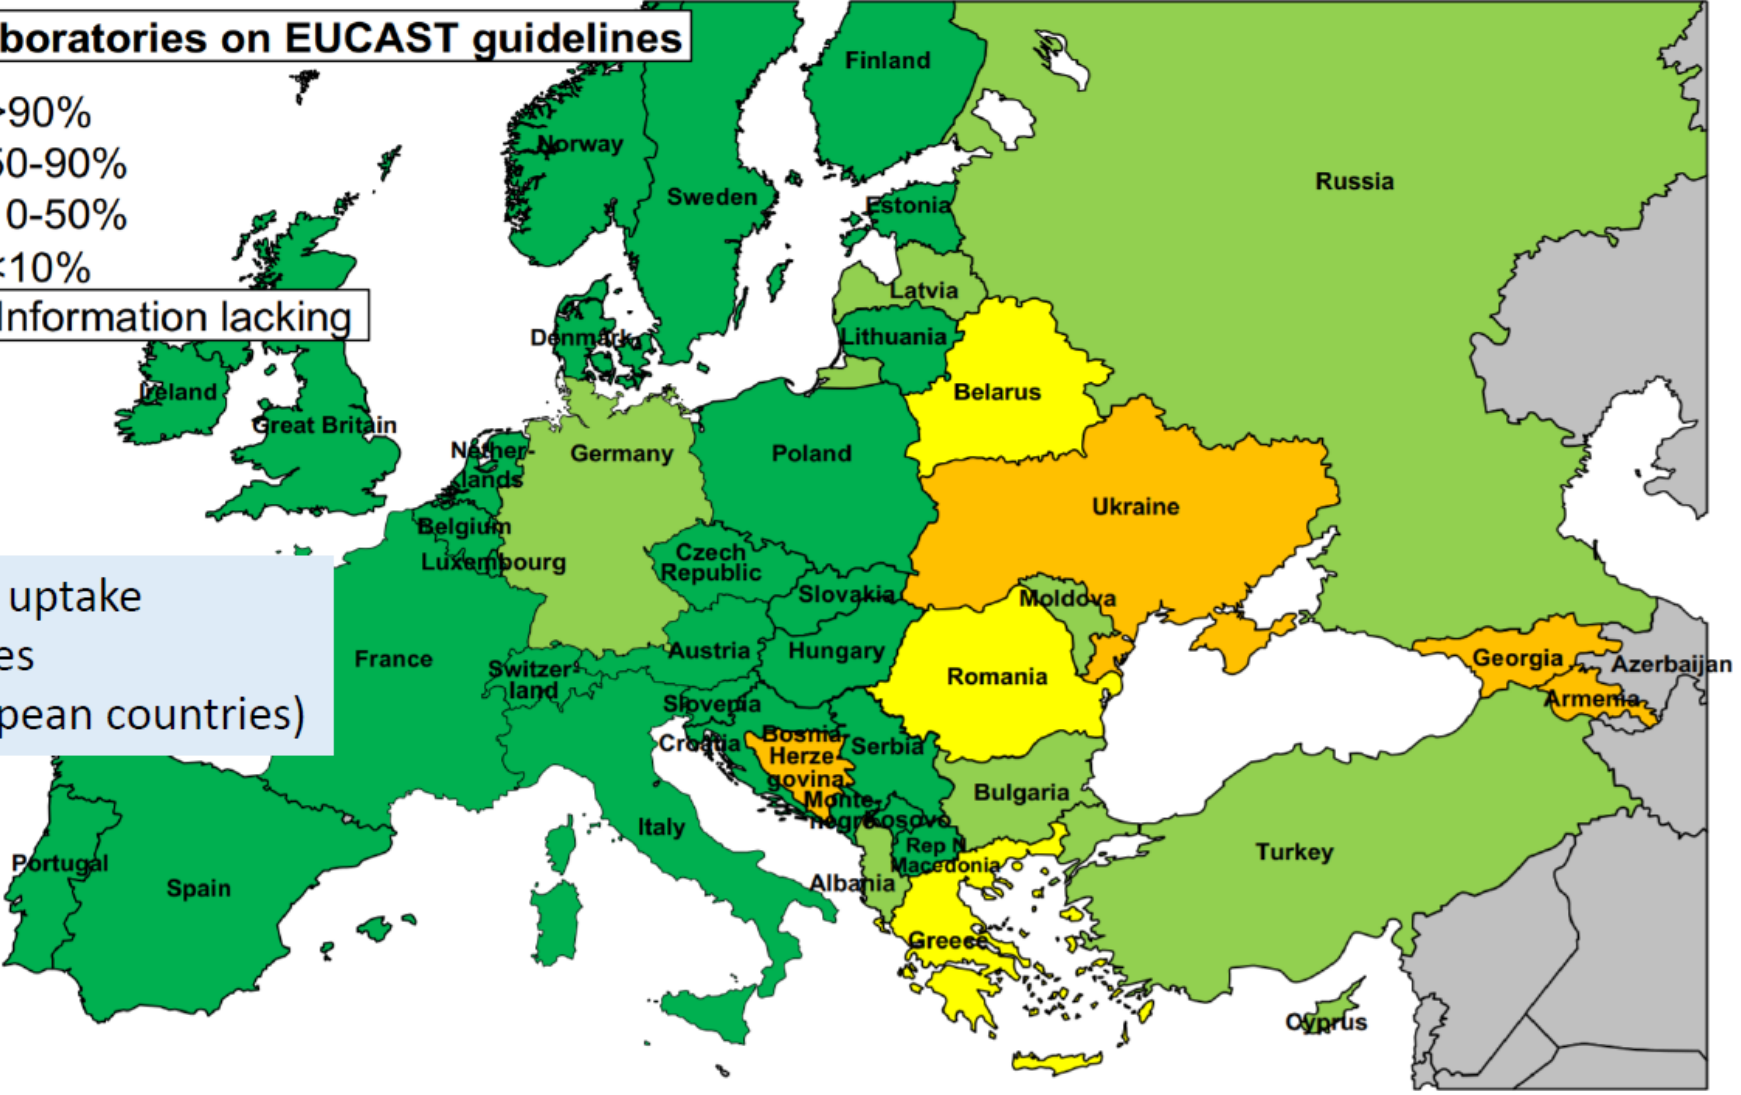 boratories on EUCAST guidelines
>90%
50-90%
10-50%
<10%
Information lacking
uptake
es
pean countries)
Finland
Norway
Sweden
Russia
Estonia
Latvia
Lithuania
Denmark
Ireland
Great Britain
Belarus
Nether-
lands
Germany
Poland
Ukraine
Belgium
Luxembourg
Czech
Republic
Slovakia
Moldova
France
Switzer-
land
Austria
Hungary
Romania
Georgia
Azerbaijan
Armenia
Slovenia
Croatia
Bosnia-
Herze-
govina
Serbia
Monte-
negro
Kosovo
Bulgaria
Italy
Rep N
Macedonia
Albania
Turkey
Portugal
Spain
Greece
Cyprus